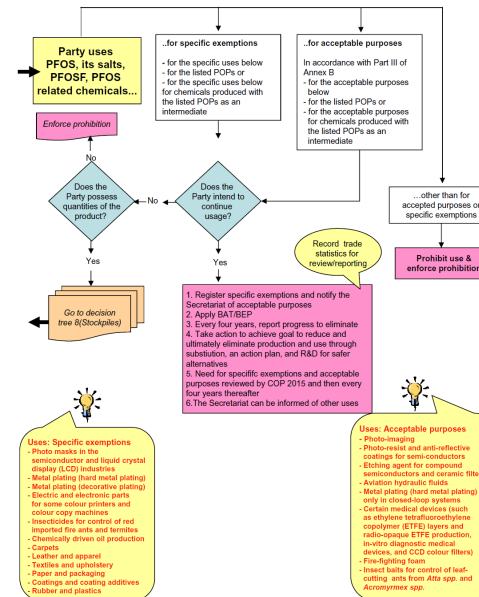 Party uses
PFOS, its salts,
PFOSF, PFOS
related chemicals...
..for specific exemptions
- for the specific uses below
- for the listed POPs or
- for the specific uses below
for chemicals produced with
the listed POPs as an
intermediate
..for acceptable purposes
In accordance with Part III of
Annex B
- for the acceptable purposes
below
- for the listed POPs or
- for the acceptable purposes
for chemicals produced with
the listed POPs as an
intermediate
Enforce prohibition
No
Does the
Party possess
quantities of the
product?
No
Does the
Party intend to
continue
usage?
...other than for
accepted purposes or
specific exemptions
Prohibit use &
enforce prohibition
Yes
Yes
Record trade
statistics for
review/reporting
Go to decision
tree 8(Stockpiles)
1. Register specific exemptions and notify the
Secretariat of acceptable purposes
2. Apply BAT/BEP
3. Every four years, report progress to eliminate
4. Take action to achieve goal to reduce and
ultimately eliminate production and use through
substiution, an action plan, and R&D for safer
alternatives
5. Need for speciffc exemptions and acceptable
purposes reviewed by COP 2015 and then every
four years thereafter
6.The Secretariat can be informed of other uses
Uses: Specific exemptions
- Photo masks in the
semiconductor and liquid crystal
display (LCD) industries
- Metal plating (hard metal plating)
- Metal plating (decorative plating)
- Electric and electronic parts
for some colour printers and
colour copy machines
- Insecticides for control of red
imported fire ants and termites
- Chemically driven oil production
- Carpets
- Leather and apparel
- Textiles and upholstery
- Paper and packaging
- Coatings and coating additives
- Rubber and plastics
Uses: Acceptable purposes
- Photo-imaging
- Photo-resist and anti-reflective
coatings for semi-conductors
- Etching agent for compound
semiconductors and ceramic filte
- Aviation hydraulic fluids
- Metal plating (hard metal plating)
only in closed-loop systems
- Certain medical devices (such
as ethylene tetrafluoroethylene
copolymer (ETFE) layers and
radio-opaque ETFE production,
in-vitro diagnostic medical
devices, and CCD colour filters)
- Fire-fighting foam
- Insect baits for control of leaf-
cutting ants from Atta spp. and
Acromyrmex spp.